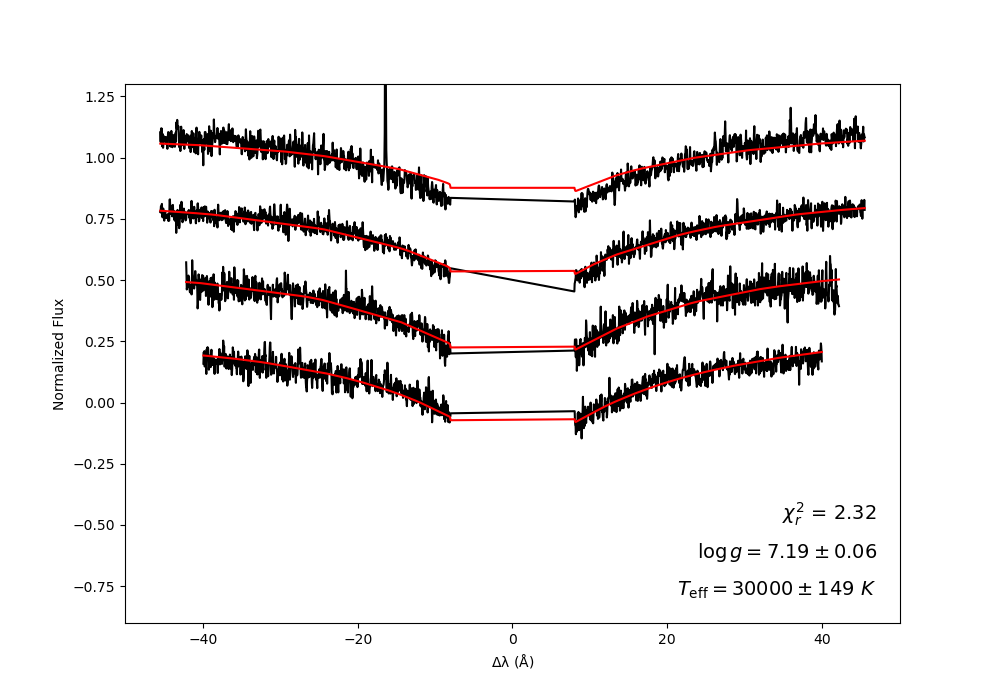 1.25
1.00
0.75
0.50
0.25
0.00
−0.25
−0.50
−0.75
Normalized Flux
χ²ᵣ = 2.32
log g = 7.19 ± 0.06
T_eff = 30000 ± 149 K
−40 −20 0 20 40
Δλ (Å)